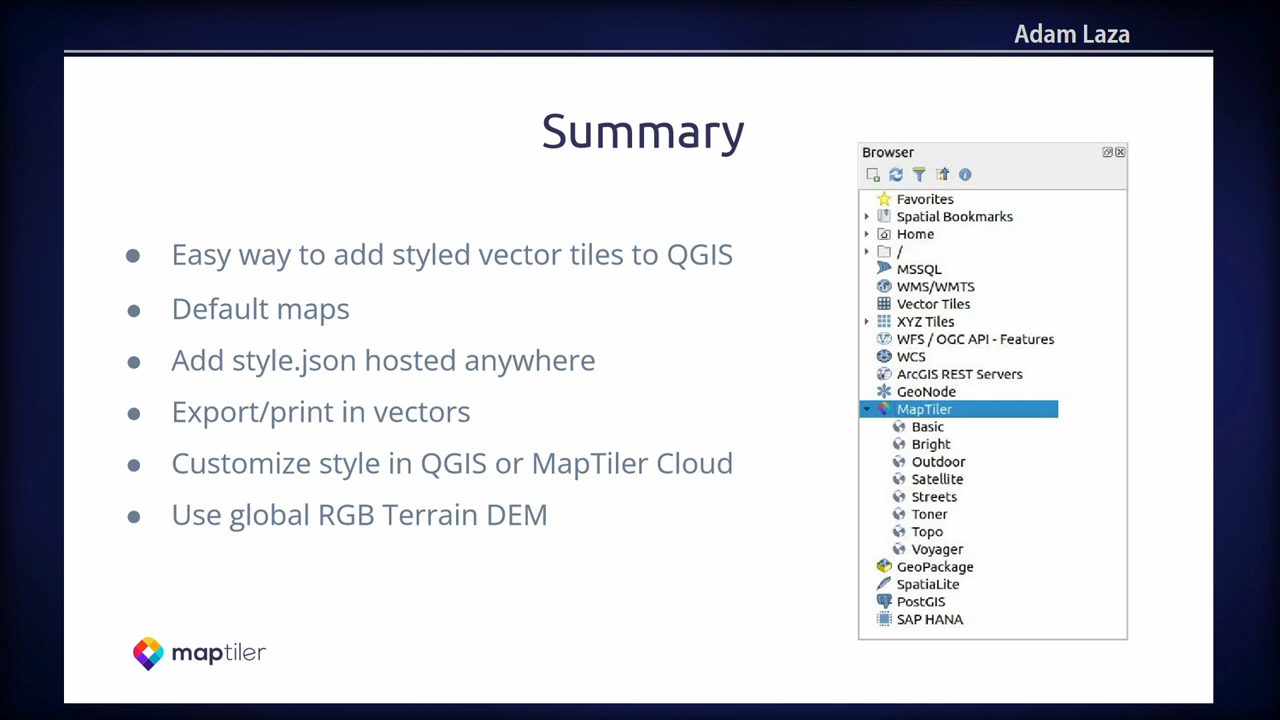 Adam Laza
Summary
● Easy way to add styled vector tiles to QGIS
● Default maps
● Add style.json hosted anywhere
● Export/print in vectors
● Customize style in QGIS or MapTiler Cloud
● Use global RGB Terrain DEM
maptiler
Browser
Favorites
Spatial Bookmarks
Home
/
MSSQL
WMS/WMTS
Vector Tiles
XYZ Tiles
WFS / OGC API - Features
WCS
ArcGIS REST Servers
GeoNode
MapTiler
Basic
Bright
Outdoor
Satellite
Streets
Toner
Topo
Voyager
GeoPackage
SpatiaLite
PostGIS
SAP HANA